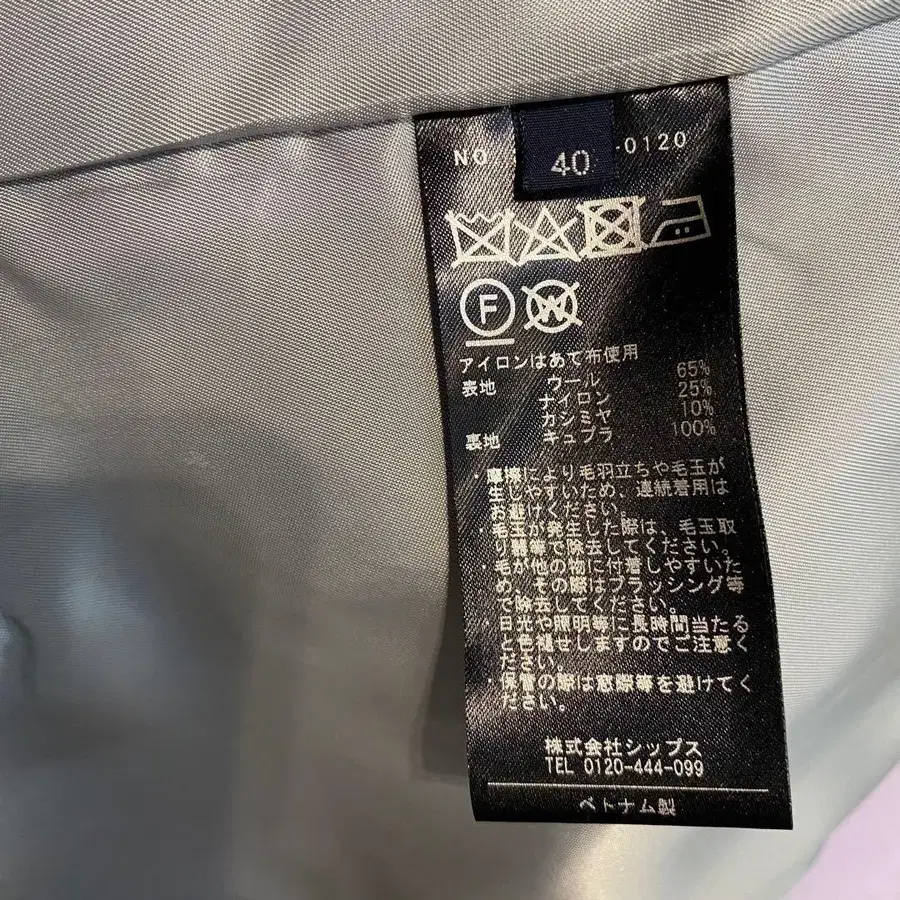 NO
40
-0120
F
W
アイロンはあて布使用
表地 ウール 65%
ナイロン 25%
カシミヤ 10%
裏地 キュプラ 100%
・摩擦により毛羽立ちや毛玉が
生しやすいため、連続着用は
お避けください。
・毛玉が発生した際は、毛玉取
り器等で除去してください。
・毛が他の物に付着しやすいた
め、その際はブラッシング等
で除去してください。
・日光や照明等に長時間当たる
と色褪せしますのでご注意く
ださい。
・保管の際は窓際等を避けてく
ださい。
株式会社シップス
TEL 0120-444-099
ベトナム製